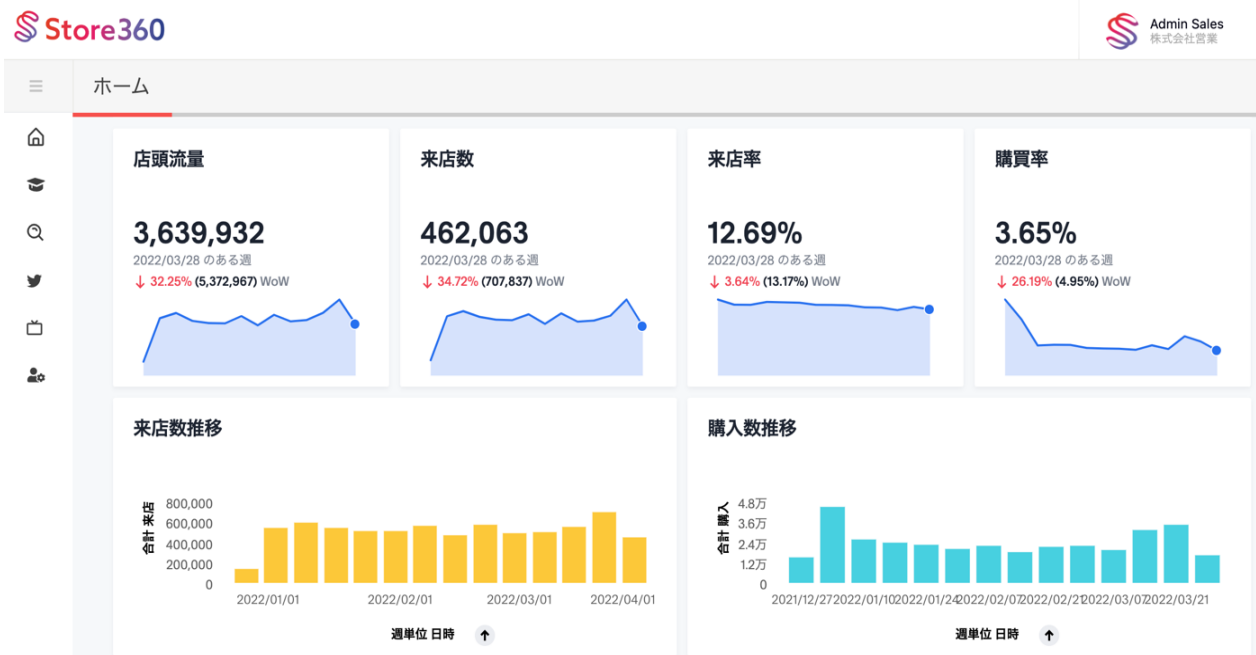 Store360
Admin Sales
株式会社営業
ホーム
店頭流量
3,639,932
2022/03/28 のある週
↓ 32.25% (5,372,967) WoW
来店数
462,063
2022/03/28 のある週
↓ 34.72% (707,837) WoW
来店率
12.69%
2022/03/28 のある週
↓ 3.64% (13.17%) WoW
購買率
3.65%
2022/03/28 のある週
↓ 26.19% (4.95%) WoW
来店数推移
合計 来店
800,000
600,000
400,000
200,000
0
2022/01/01 2022/02/01 2022/03/01 2022/04/01
週単位 日時 ↑
購入数推移
合計 購入
4.8万
3.6万
2.4万
1.2万
0
2021/12/27 2022/01/10 2022/01/24 2022/02/07 2022/02/21 2022/03/07 2022/03/21
週単位 日時 ↑